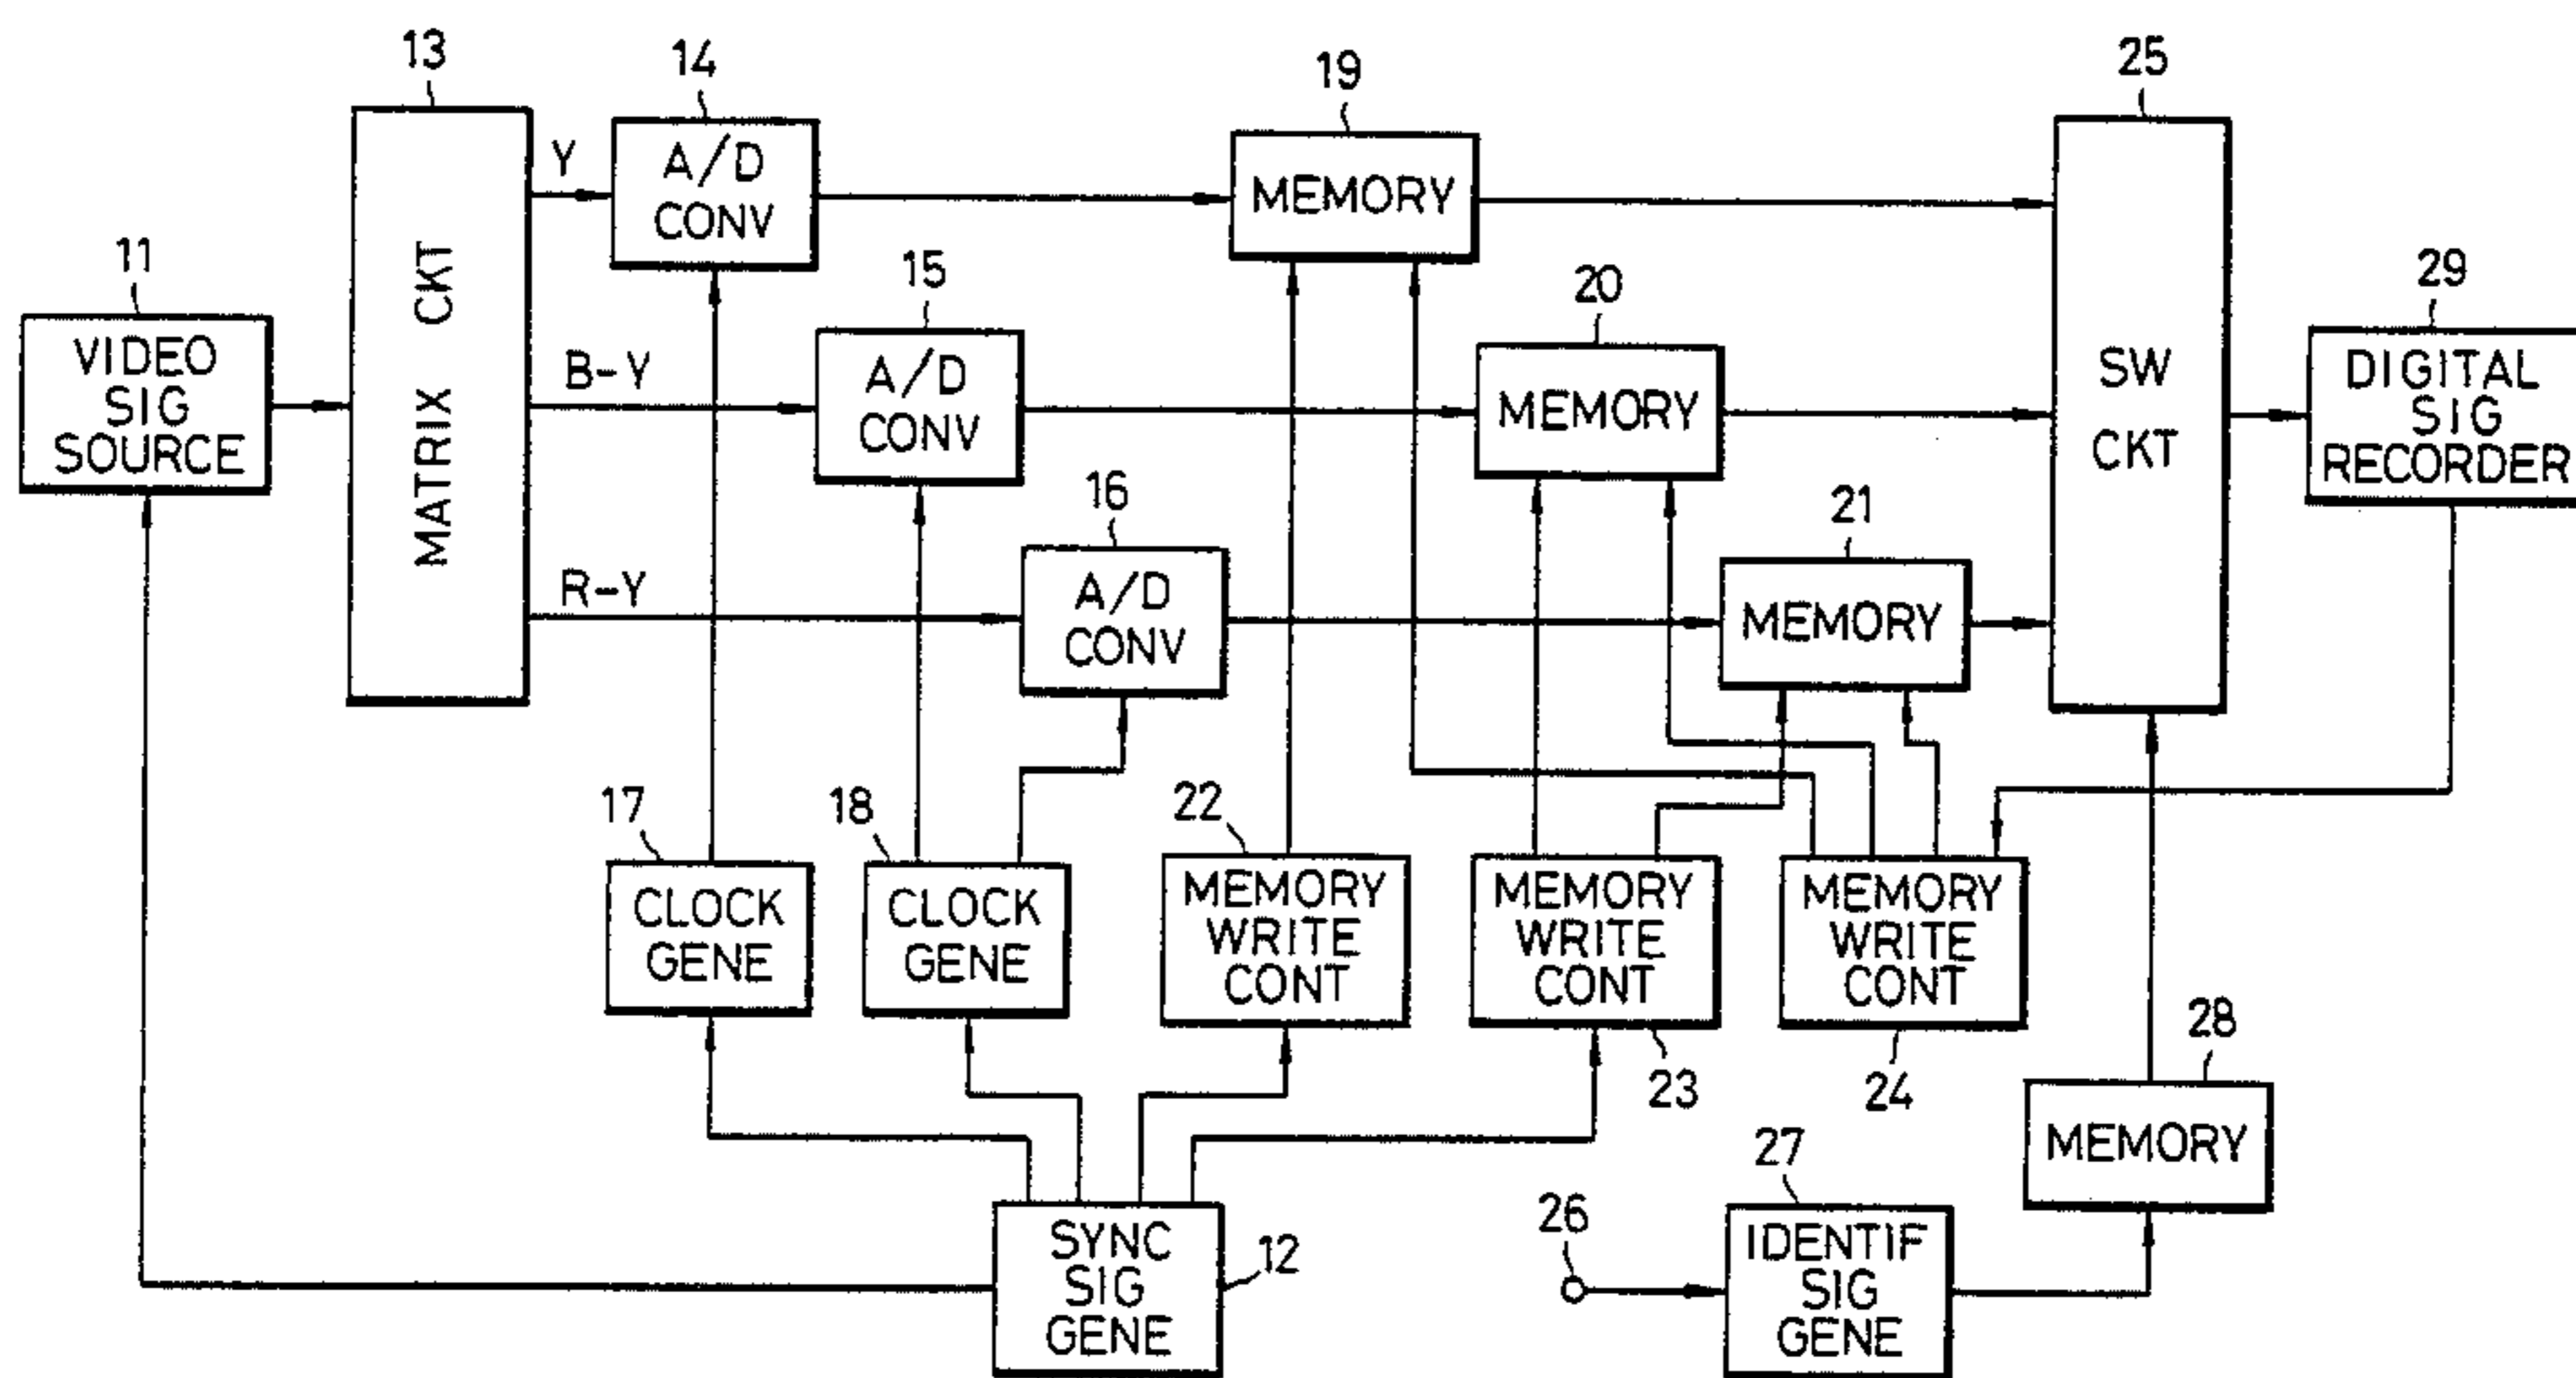 13
14
19
25
Y
A/D
CONV
MEMORY
11
VIDEO
SIG
SOURCE
MATRIX CKT
15
B-Y
A/D
CONV
20
MEMORY
SW
CKT
29
DIGITAL
SIG
RECORDER
16
R-Y
A/D
CONV
21
MEMORY
17
CLOCK
GENE
18
CLOCK
GENE
22
MEMORY
WRITE
CONT
MEMORY
WRITE
CONT
23
MEMORY
WRITE
CONT
24
28
MEMORY
SYNC
SIG
GENE
12
26
27
IDENTIF
SIG
GENE